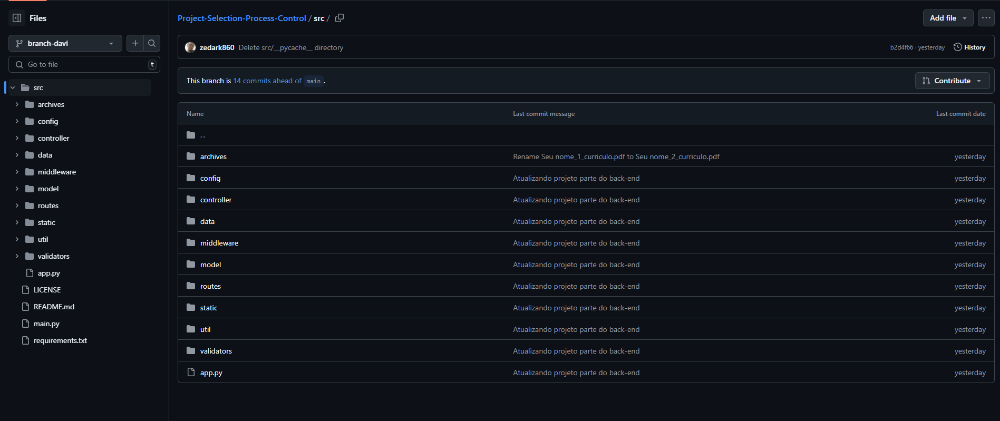 Files
branch-davi
Go to file
t
src
archives
config
controller
data
middleware
model
routes
static
util
validators
app.py
LICENSE
README.md
main.py
requirements.txt
Project-Selection-Process-Control / src /
Add file
zedark860 Delete src/__pycache__ directory
b2d4f66 · yesterday
History
This branch is 14 commits ahead of main.
Contribute
Name Last commit message Last commit date
..
archives Rename Seu nome_1_curriculo.pdf to Seu nome_2_curriculo.pdf yesterday
config Atualizando projeto parte do back-end yesterday
controller Atualizando projeto parte do back-end yesterday
data Atualizando projeto parte do back-end yesterday
middleware Atualizando projeto parte do back-end yesterday
model Atualizando projeto parte do back-end yesterday
routes Atualizando projeto parte do back-end yesterday
static Atualizando projeto parte do back-end yesterday
util Atualizando projeto parte do back-end yesterday
validators Atualizando projeto parte do back-end yesterday
app.py Atualizando projeto parte do back-end yesterday